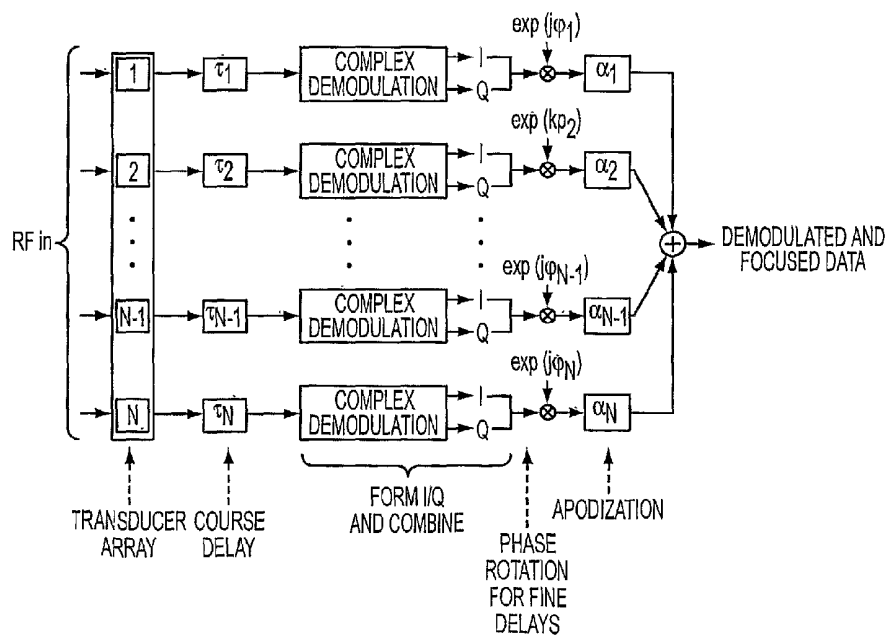 exp (jφ1)
1
τ1
COMPLEX
DEMODULATION
I
Q
α1
exp (kp2)
2
τ2
COMPLEX
DEMODULATION
I
Q
α2
RF in
DEMODULATED AND
FOCUSED DATA
exp (jφN-1)
N-1
τN-1
COMPLEX
DEMODULATION
I
Q
αN-1
exp (jφN)
N
τN
COMPLEX
DEMODULATION
I
Q
αN
TRANSDUCER
ARRAY
COURSE
DELAY
FORM I/Q
AND COMBINE
PHASE
ROTATION
FOR FINE
DELAYS
APODIZATION